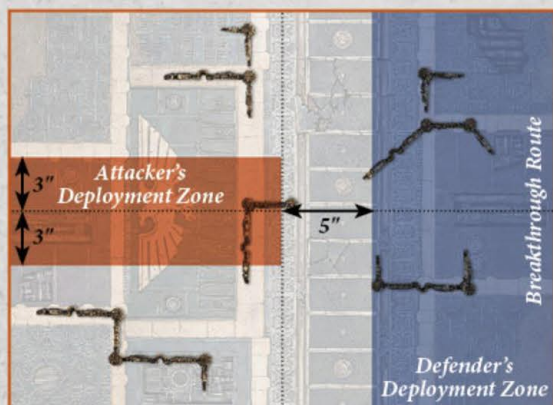 Attacker's
Deployment Zone
3"
3"
5"
Breakthrough Route
Defender's
Deployment Zone